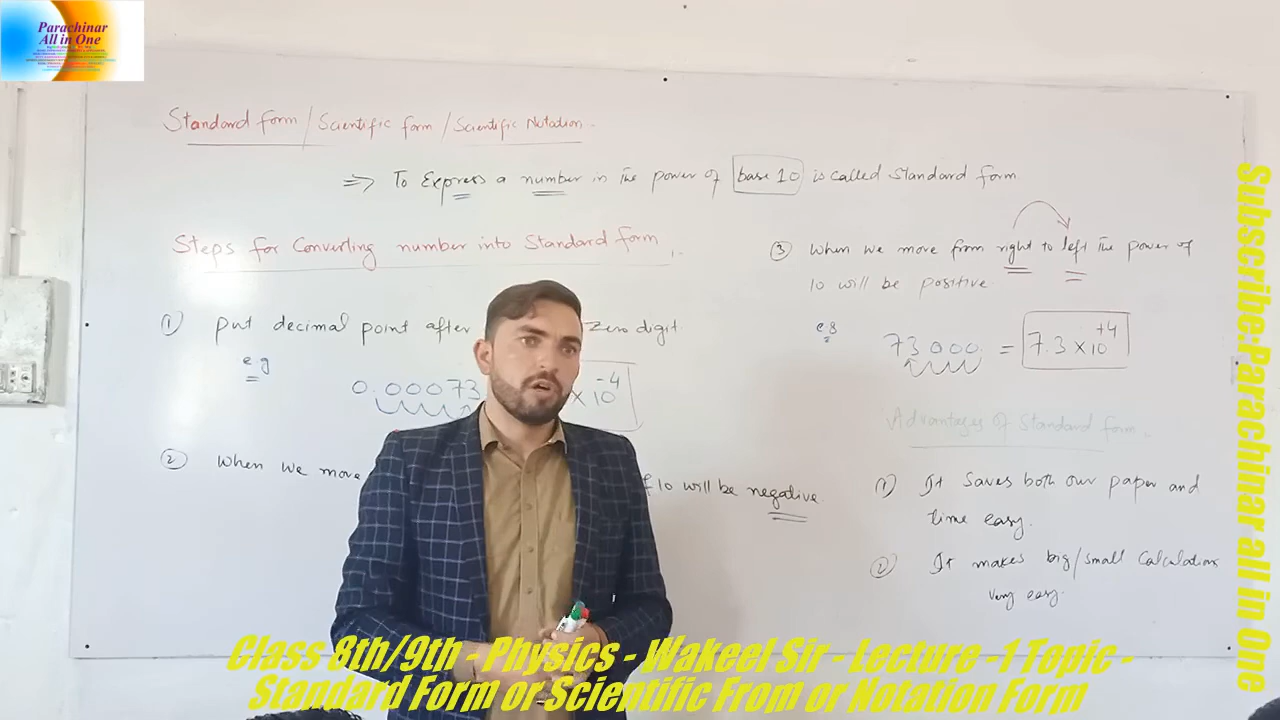 Parachinar
All in One
Standard form / Scientific form / Scientific Notation.
⇒ To Express a number in the power of base 10 is called Standard form.
Steps for Converting number into Standard form.
① Put decimal point after Zero digit.
eg
0.00073 × 10⁻⁴
② When we move of 10 will be negative
③ When we move from right to left the power of
10 will be positive.
eg
73000. = 7.3 × 10⁺⁴
Advantages of Standard form.
① It saves both our paper and
time easy.
② It makes big/small Calculations
very easy.
Class 8th/9th - Physics - Wakeel Sir - Lecture -1 Topic -
Standard Form or Scientific From or Notation Form
Subscribe:Parachinar all in One